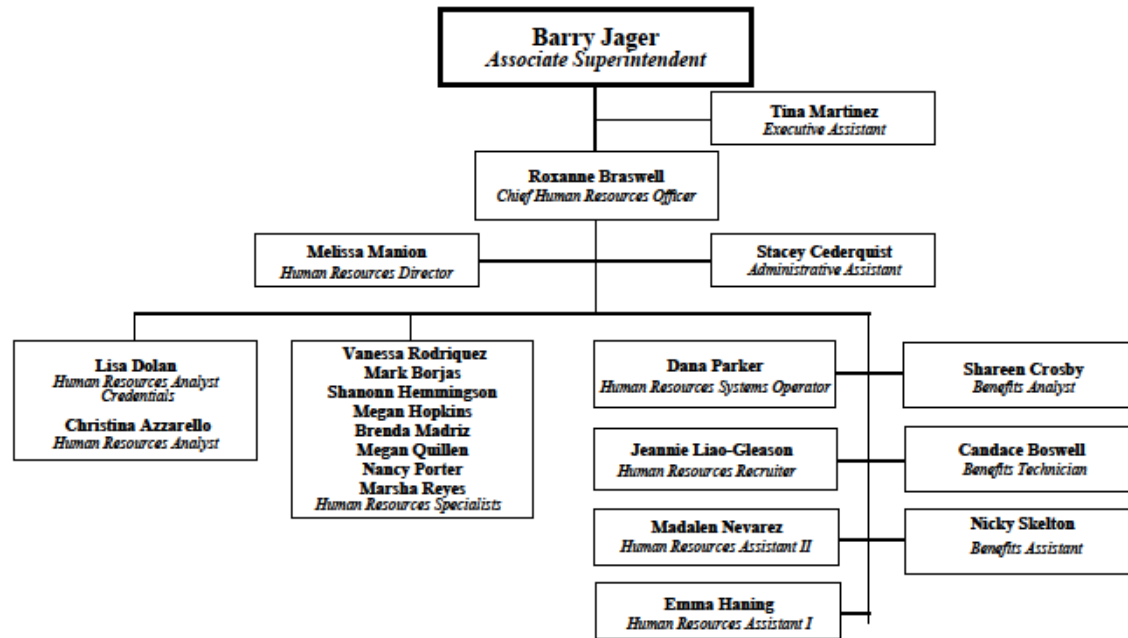 Barry Jager
Associate Superintendent
Tina Martinez
Executive Assistant
Roxanne Braswell
Chief Human Resources Officer
Melissa Manion
Human Resources Director
Stacey Cederquist
Administrative Assistant
Lisa Dolan
Human Resources Analyst
Credentials
Christina Azzarello
Human Resources Analyst
Vanessa Rodriquez
Mark Borjas
Shanonn Hemmingson
Megan Hopkins
Brenda Madriz
Megan Quillen
Nancy Porter
Marsha Reyes
Human Resources Specialists
Dana Parker
Human Resources Systems Operator
Shareen Crosby
Benefits Analyst
Jeannie Liao-Gleason
Human Resources Recruiter
Candace Boswell
Benefits Technician
Madalen Nevarez
Human Resources Assistant II
Nicky Skelton
Benefits Assistant
Emma Haning
Human Resources Assistant I